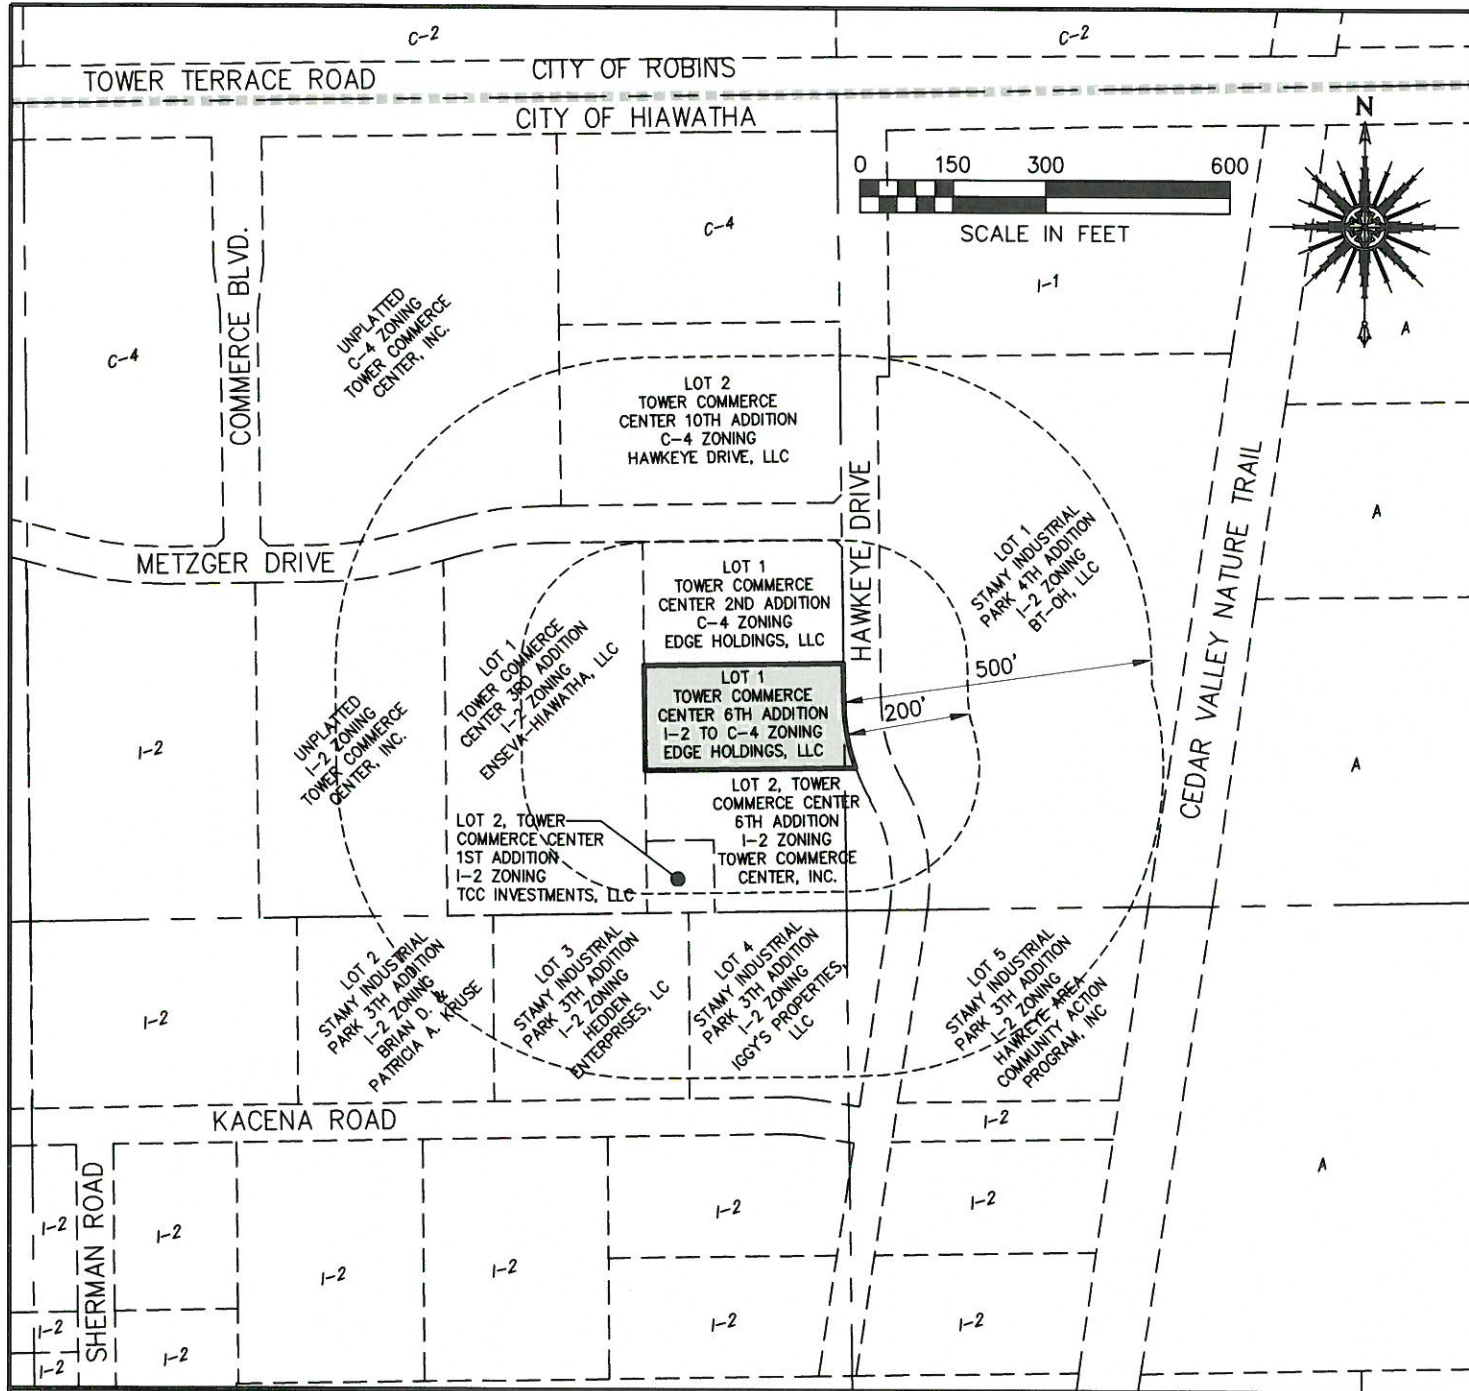 C-2
C-2
TOWER TERRACE ROAD
CITY OF ROBINS
CITY OF HIAWATHA
N
0 150 300 600
SCALE IN FEET
COMMERCE BLVD.
C-4
C-4
I-1
A
UNPLATTED
C-4 ZONING
TOWER COMMERCE
CENTER, INC.
LOT 2
TOWER COMMERCE
CENTER 10TH ADDITION
C-4 ZONING
HAWKEYE DRIVE, LLC
HAWKEYE DRIVE
CEDAR VALLEY NATURE TRAIL
A
METZGER DRIVE
LOT 1
STAMY INDUSTRIAL
PARK 4TH ADDITION
I-2 ZONING
BT-OH, LLC
LOT 1
TOWER COMMERCE
CENTER 2ND ADDITION
C-4 ZONING
EDGE HOLDINGS, LLC
LOT 1
TOWER COMMERCE
CENTER 3RD ADDITION
I-2 ZONING
ENSEVA-HIAWATHA, LLC
LOT 1
TOWER COMMERCE
CENTER 6TH ADDITION
I-2 TO C-4 ZONING
EDGE HOLDINGS, LLC
500'
200'
I-2
UNPLATTED
I-2 ZONING
TOWER COMMERCE
CENTER, INC.
A
LOT 2, TOWER
COMMERCE CENTER
6TH ADDITION
I-2 ZONING
TOWER COMMERCE
CENTER, INC.
LOT 2, TOWER
COMMERCE CENTER
1ST ADDITION
I-2 ZONING
TCC INVESTMENTS, LLC
I-2
LOT 2
STAMY INDUSTRIAL
PARK 3TH ADDITION
I-2 ZONING
BRIAN D. &
PATRICIA A. KRUSE
LOT 3
STAMY INDUSTRIAL
PARK 3TH ADDITION
I-2 ZONING
HEDDEN
ENTERPRISES, LC
LOT 4
STAMY INDUSTRIAL
PARK 3TH ADDITION
I-2 ZONING
IGGY'S PROPERTIES,
LLC
LOT 5
STAMY INDUSTRIAL
PARK 3TH ADDITION
I-2 ZONING
HAWKEYE AREA
COMMUNITY ACTION
PROGRAM, INC
KACENA ROAD
I-2
A
SHERMAN ROAD
I-2
I-2
I-2
I-2
I-2
I-2
I-2
I-2
I-2
I-2
I-2